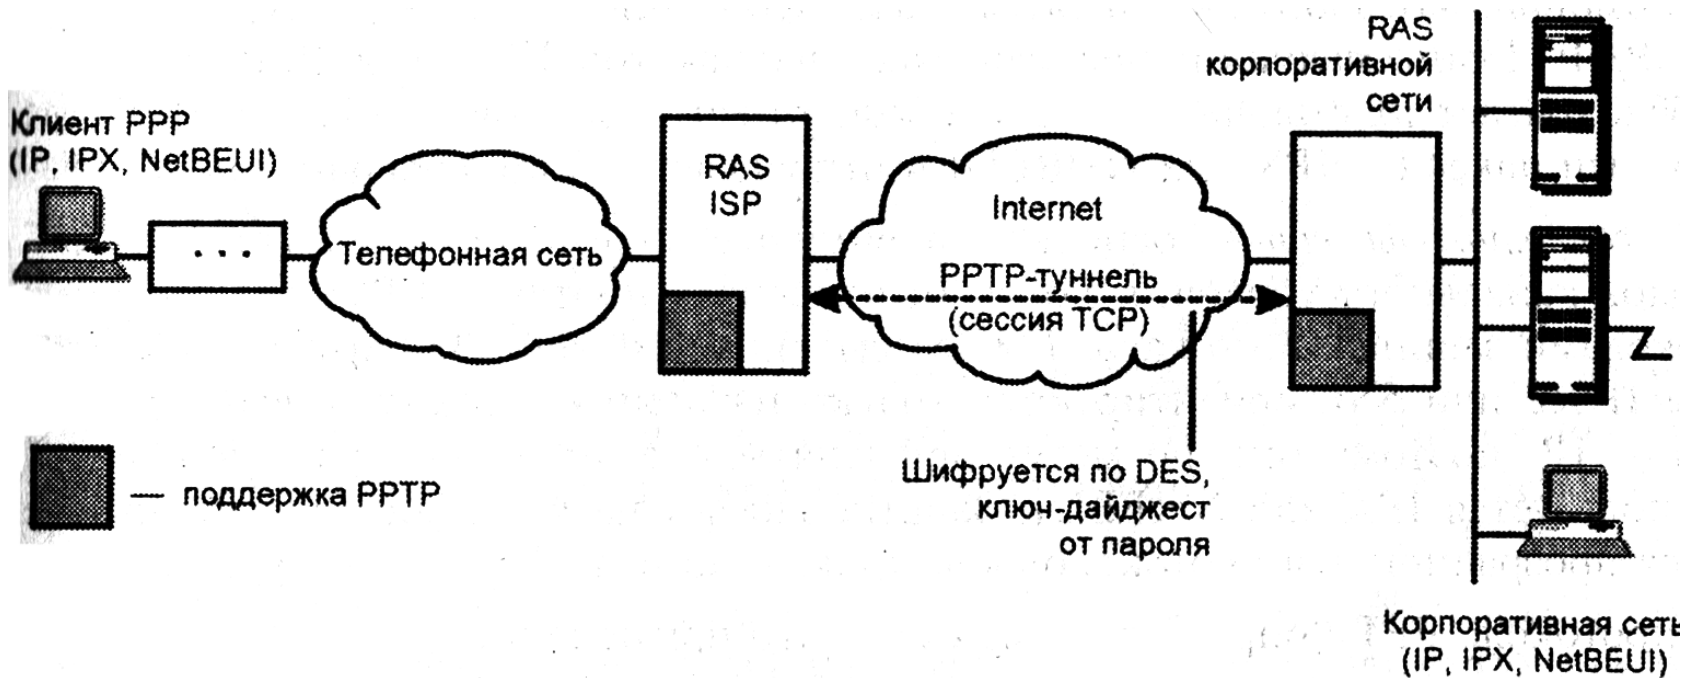 Клиент PPP
(IP, IPX, NetBEUI)
. . .
Телефонная сеть
RAS
ISP
Internet
PPTP-туннель
(сессия TCP)
Шифруется по DES,
ключ-дайджест
от пароля
RAS
корпоративной
сети
Корпоративная сеть
(IP, IPX, NetBEUI)
— поддержка PPTP